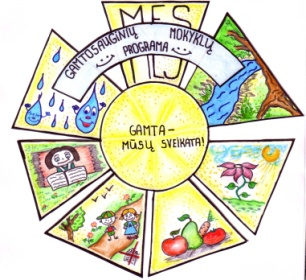 MES
GAMTOSAUGINIŲ MOKYKLŲ
PROGRAMA
GAMTA -
MŪSŲ SVEIKATA!